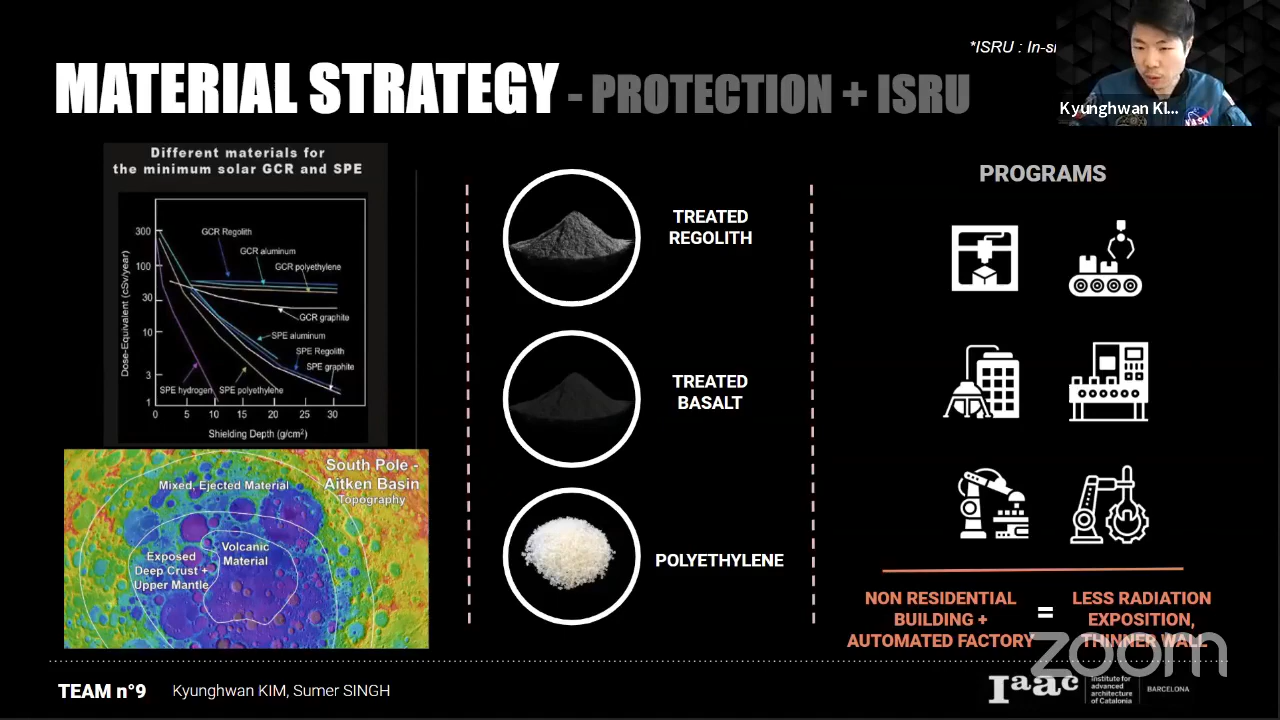 *ISRU : In-si
MATERIAL STRATEGY - PROTECTION + ISRU
Kyunghwan KI...
NASA
Different materials for
the minimum solar GCR and SPE
Dose-Equivalent (cSv/year)
300
100
30
10
3
1
GCR Regolith
GCR aluminum
GCR polyethylene
GCR graphite
SPE aluminum
SPE Regolith
SPE graphite
SPE hydrogen
SPE polyethylene
0 5 10 15 20 25 30
Shielding Depth (g/cm²)
South Pole -
Aitken Basin
Topography
Mixed, Ejected Material
Exposed
Deep Crust +
Upper Mantle
Volcanic
Material
TREATED
REGOLITH
TREATED
BASALT
POLYETHYLENE
PROGRAMS
NON RESIDENTIAL
BUILDING +
AUTOMATED FACTORY
=
LESS RADIATION
EXPOSITION,
THINNER WALL
zoom
TEAM n°9 Kyunghwan KIM, Sumer SINGH
Iaac
Institute for
advanced
architecture
of Catalonia
BARCELONA